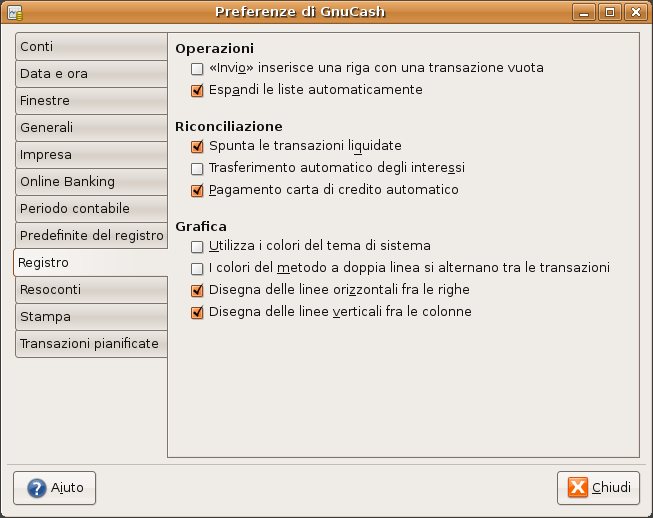 Preferenze di GnuCash
Conti
Data e ora
Finestre
Generali
Impresa
Online Banking
Periodo contabile
Predefinite del registro
Registro
Resoconti
Stampa
Transazioni pianificate
Operazioni
«Invio» inserisce una riga con una transazione vuota
Espandi le liste automaticamente
Riconciliazione
Spunta le transazioni liquidate
Trasferimento automatico degli interessi
Pagamento carta di credito automatico
Grafica
Utilizza i colori del tema di sistema
I colori del metodo a doppia linea si alternano tra le transazioni
Disegna delle linee orizzontali fra le righe
Disegna delle linee verticali fra le colonne
Aiuto
Chiudi